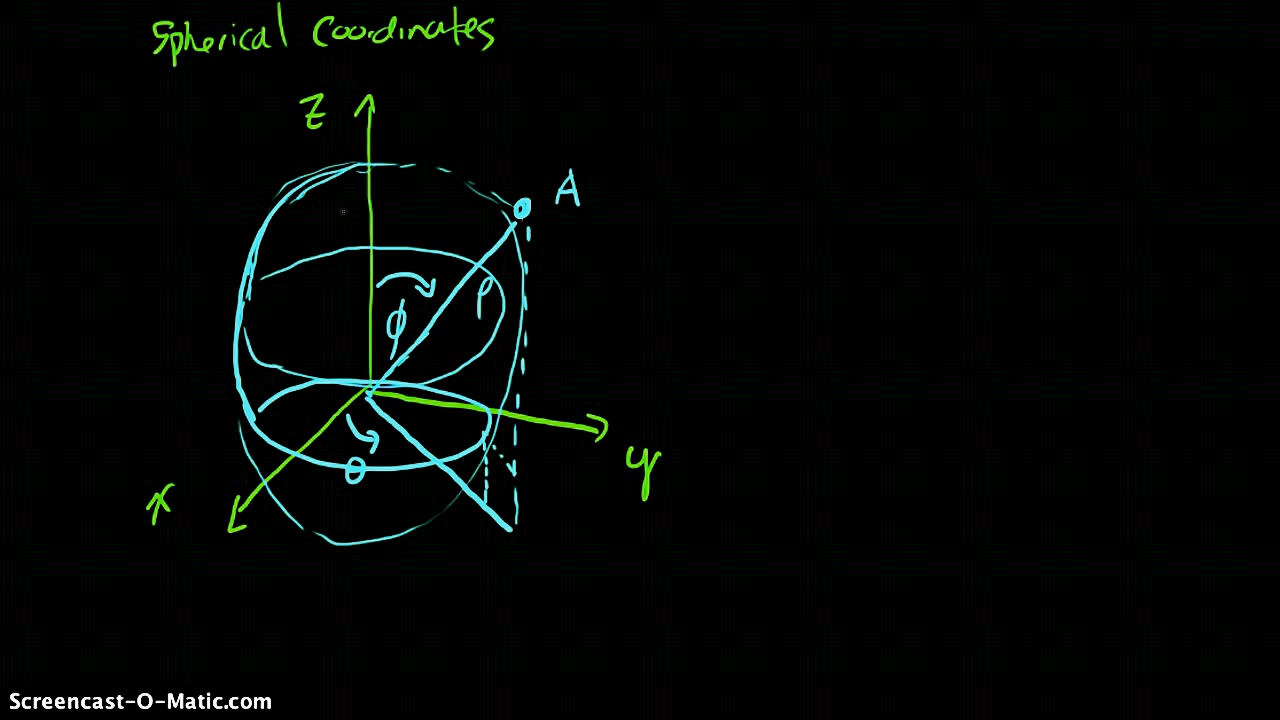 Spherical Coordinates
z
A
ρ
ϕ
y
θ
x
Screencast-O-Matic.com